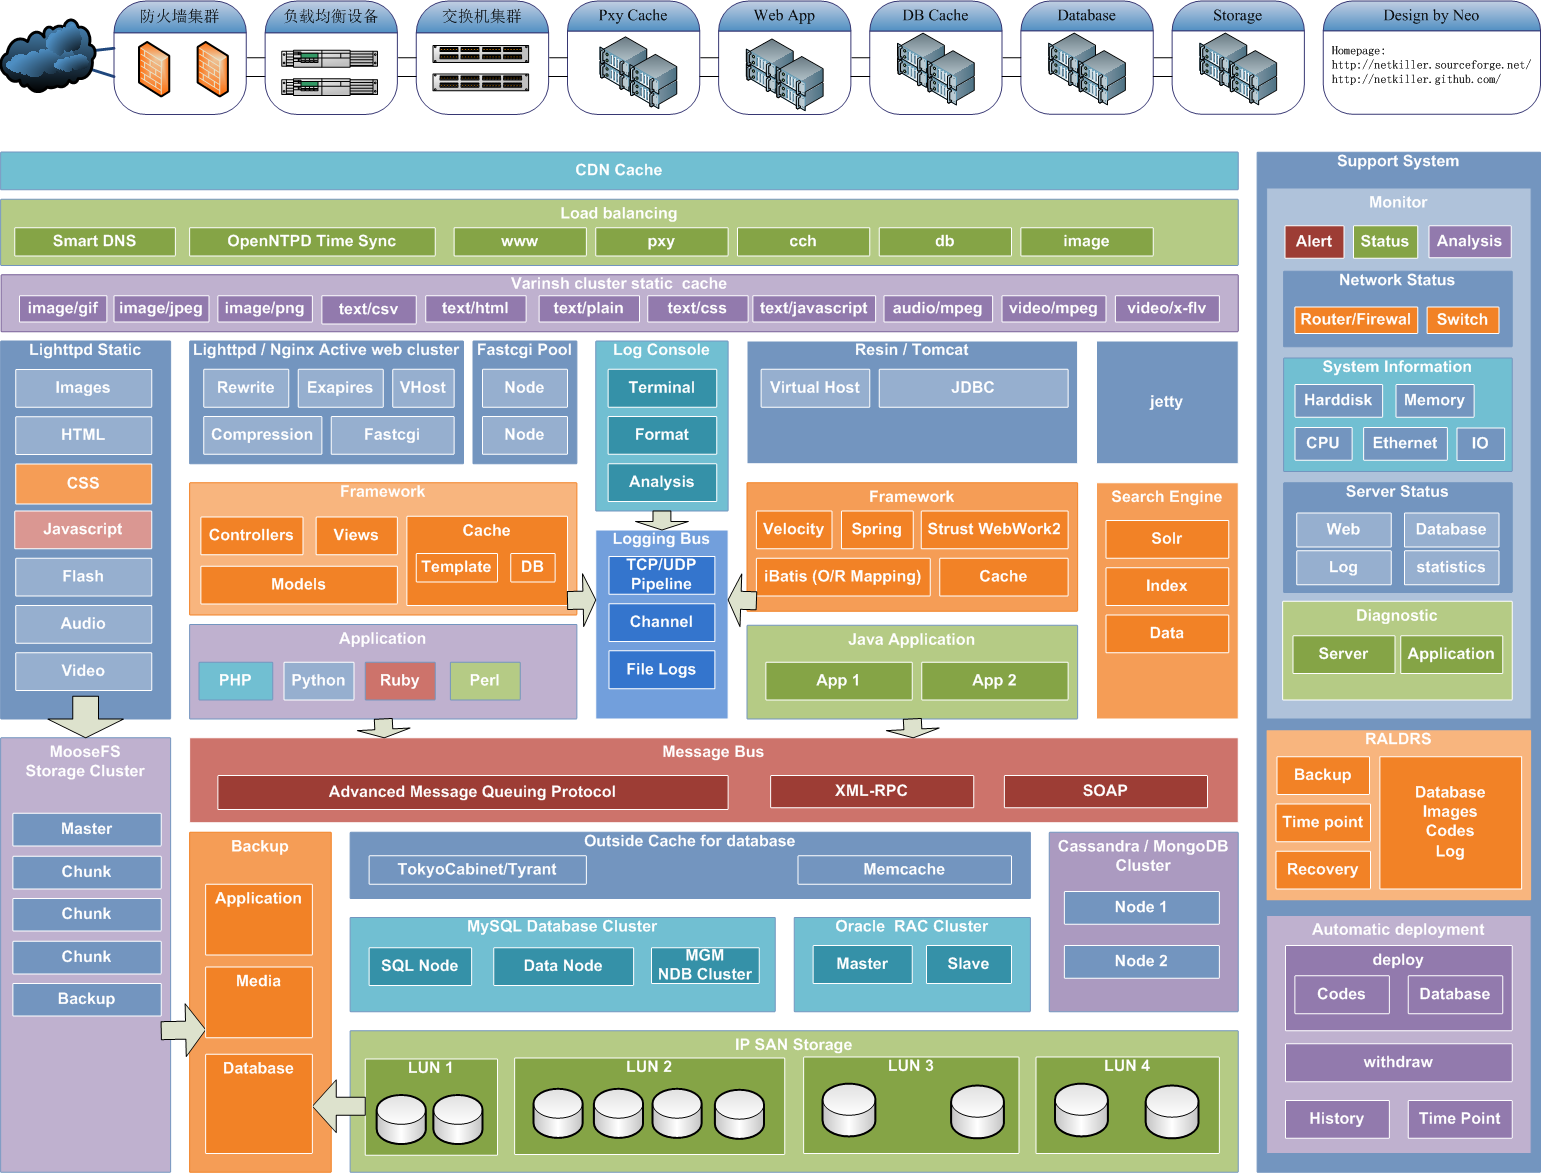 防火墙集群
负载均衡设备
交换机集群
Pxy Cache
Web App
DB Cache
Database
Storage
Design by Neo
Homepage:
http://netkiller.sourceforge.net/
http://netkiller.github.com/
CDN Cache
Load balancing
Smart DNS
OpenNTPD Time Sync
www
pxy
cch
db
image
Varinsh cluster static cache
image/gif
image/jpeg
image/png
text/csv
text/html
text/plain
text/css
text/javascript
audio/mpeg
video/mpeg
video/x-flv
Lighttpd Static
Images
HTML
CSS
Javascript
Flash
Audio
Video
Lighttpd / Nginx Active web cluster
Rewrite
Exapires
VHost
Compression
Fastcgi
Fastcgi Pool
Node
Node
Log Console
Terminal
Format
Analysis
Resin / Tomcat
Virtual Host
JDBC
jetty
Framework
Controllers
Views
Models
Cache
Template
DB
Logging Bus
TCP/UDP
Pipeline
Channel
File Logs
Framework
Velocity
Spring
Strust WebWork2
iBatis (O/R Mapping)
Cache
Search Engine
Solr
Index
Data
Application
PHP
Python
Ruby
Perl
Java Application
App 1
App 2
MooseFS
Storage Cluster
Master
Chunk
Chunk
Chunk
Backup
Message Bus
Advanced Message Queuing Protocol
XML-RPC
SOAP
Backup
Application
Media
Database
Outside Cache for database
TokyoCabinet/Tyrant
Memcache
Cassandra / MongoDB
Cluster
Node 1
Node 2
MySQL Database Cluster
SQL Node
Data Node
MGM
NDB Cluster
Oracle RAC Cluster
Master
Slave
IP SAN Storage
LUN 1
LUN 2
LUN 3
LUN 4
Support System
Monitor
Alert
Status
Analysis
Network Status
Router/Firewal
Switch
System Information
Harddisk
Memory
CPU
Ethernet
IO
Server Status
Web
Database
Log
statistics
Diagnostic
Server
Application
RALDRS
Backup
Time point
Recovery
Database
Images
Codes
Log
Automatic deployment
deploy
Codes
Database
withdraw
History
Time Point